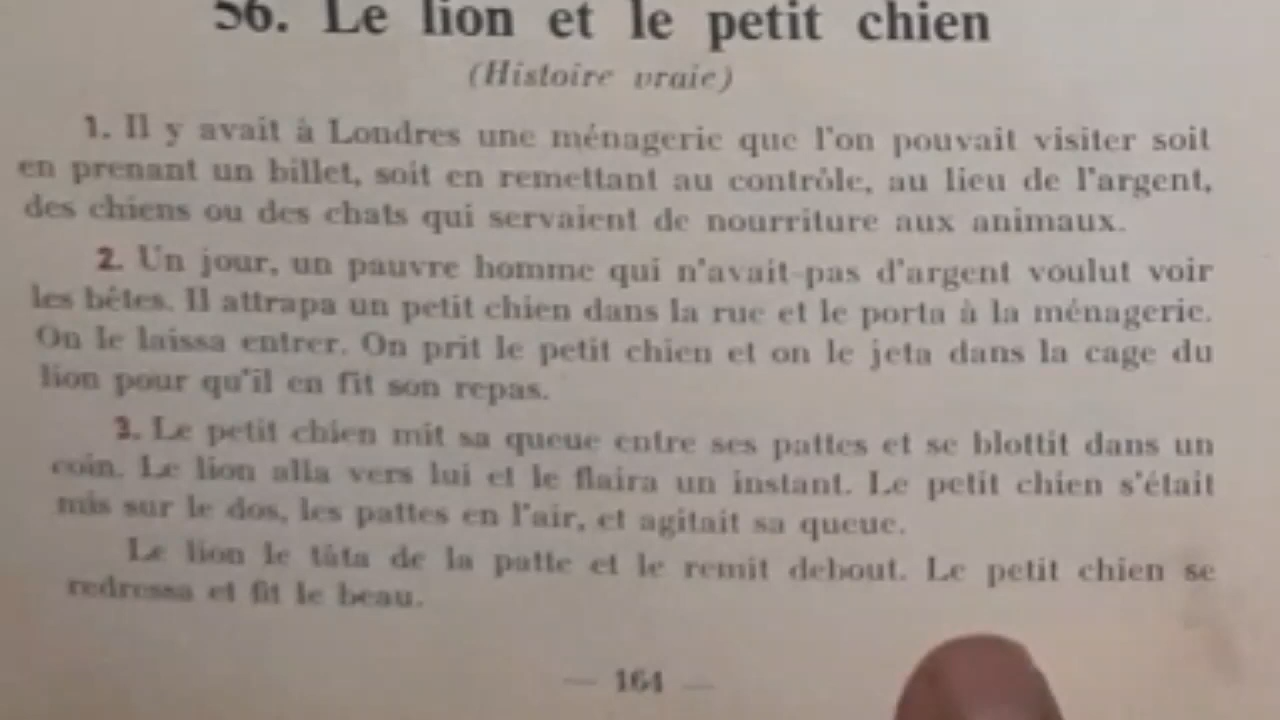 56. Le lion et le petit chien
(Histoire vraie)
1. Il y avait à Londres une ménagerie que l'on pouvait visiter soit
en prenant un billet, soit en remettant au contrôle, au lieu de l'argent,
des chiens ou des chats qui servaient de nourriture aux animaux.
2. Un jour, un pauvre homme qui n'avait pas d'argent voulut voir
les bêtes. Il attrapa un petit chien dans la rue et le porta à la ménagerie.
On le laissa entrer. On prit le petit chien et on le jeta dans la cage du
lion pour qu'il en fit son repas.
3. Le petit chien mit sa queue entre ses pattes et se blottit dans un
coin. Le lion alla vers lui et le flaira un instant. Le petit chien s'était
mis sur le dos, les pattes en l'air, et agitait sa queue.
Le lion le tâta de la patte et le remit debout. Le petit chien se
redressa et fit le beau.
— 164 —